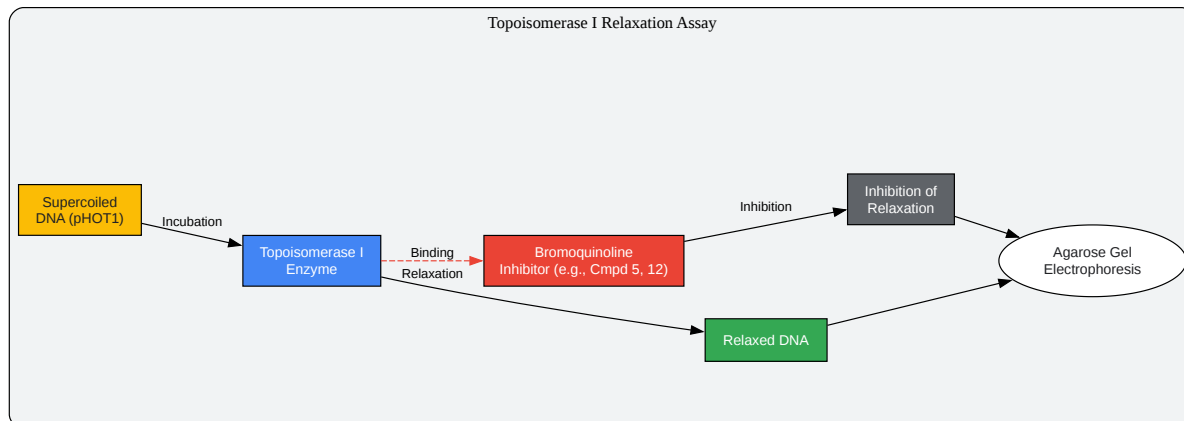 Topoisomerase I Relaxation Assay
Supercoiled
DNA (pHOT1)
Incubation
Topoisomerase I
Enzyme
Binding
Relaxation
Bromoquinoline
Inhibitor (e.g., Cmpd 5, 12)
Inhibition
Inhibition of
Relaxation
Relaxed DNA
Agarose Gel
Electrophoresis